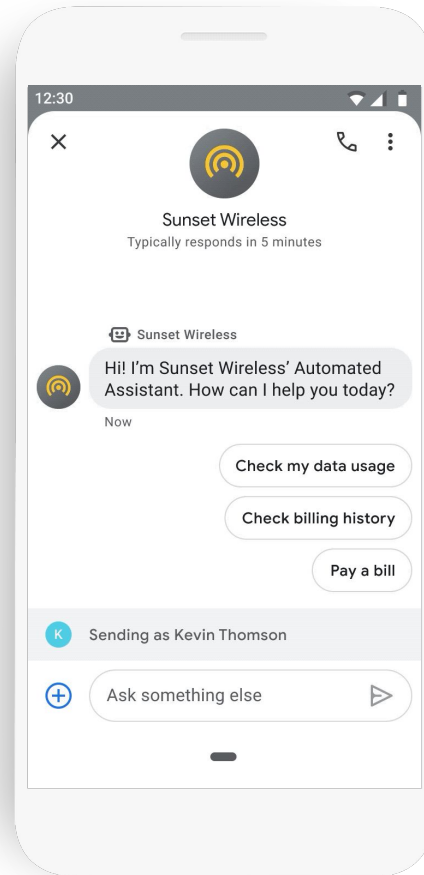 12:30
Sunset Wireless
Typically responds in 5 minutes
Sunset Wireless
Hi! I'm Sunset Wireless' Automated
Assistant. How can I help you today?
Now
Check my data usage
Check billing history
Pay a bill
K
Sending as Kevin Thomson
Ask something else